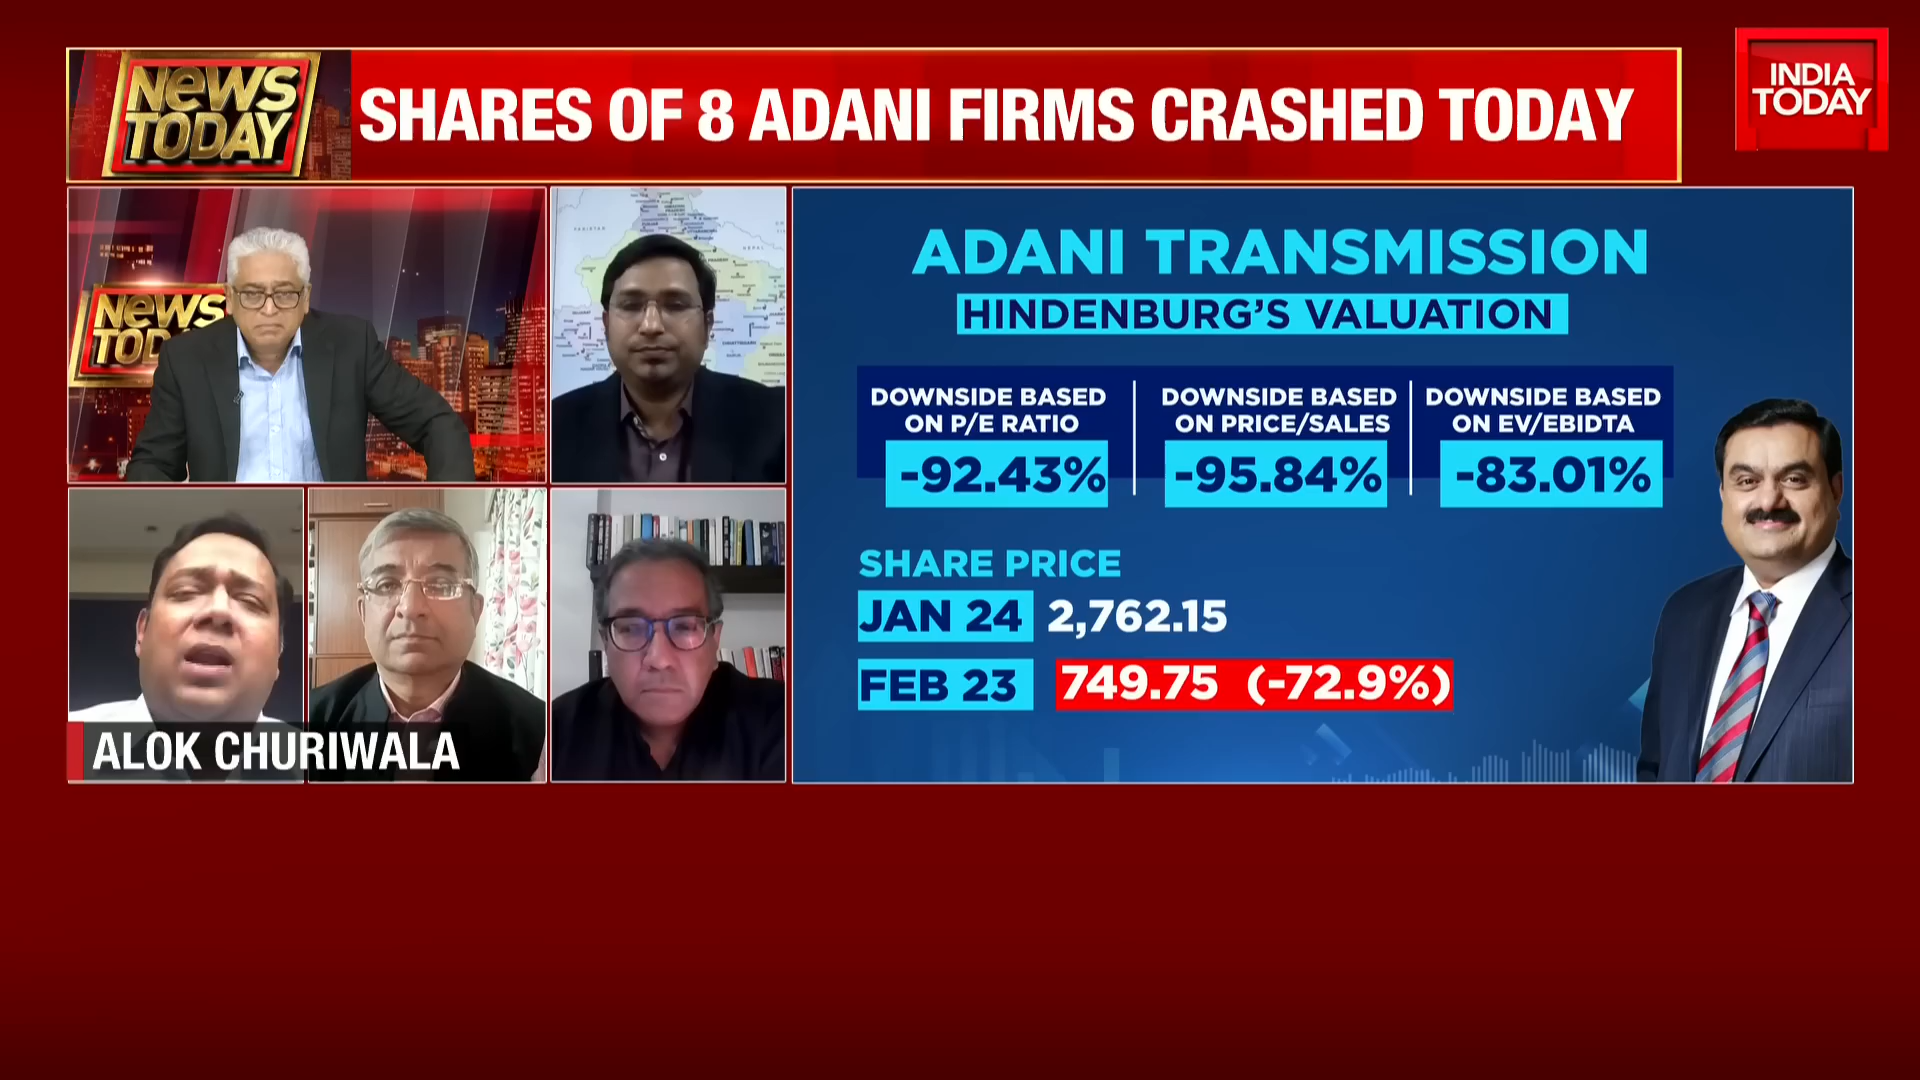 NEWS
TODAY
SHARES OF 8 ADANI FIRMS CRASHED TODAY
INDIA
TODAY
NEWS
TOD
ADANI TRANSMISSION
HINDENBURG'S VALUATION
DOWNSIDE BASED
ON P/E RATIO
-92.43%
DOWNSIDE BASED
ON PRICE/SALES
-95.84%
DOWNSIDE BASED
ON EV/EBIDTA
-83.01%
SHARE PRICE
JAN 24 2,762.15
FEB 23 749.75 (-72.9%)
ALOK CHURIWALA